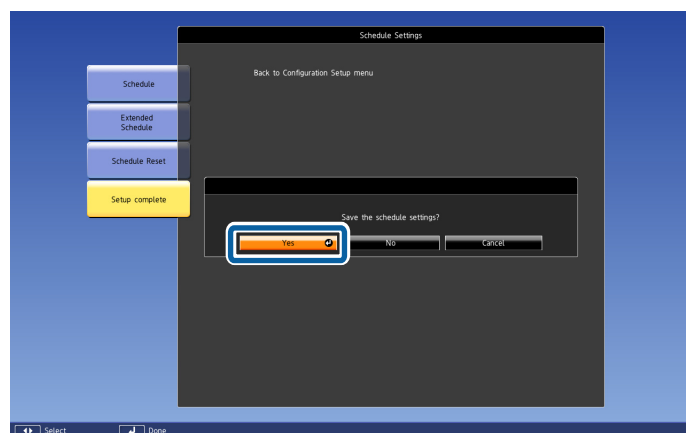 Schedule Settings
Back to Configuration Setup menu
Schedule
Extended
Schedule
Schedule Reset
Setup complete
Save the schedule settings?
Yes No Cancel
Select Done